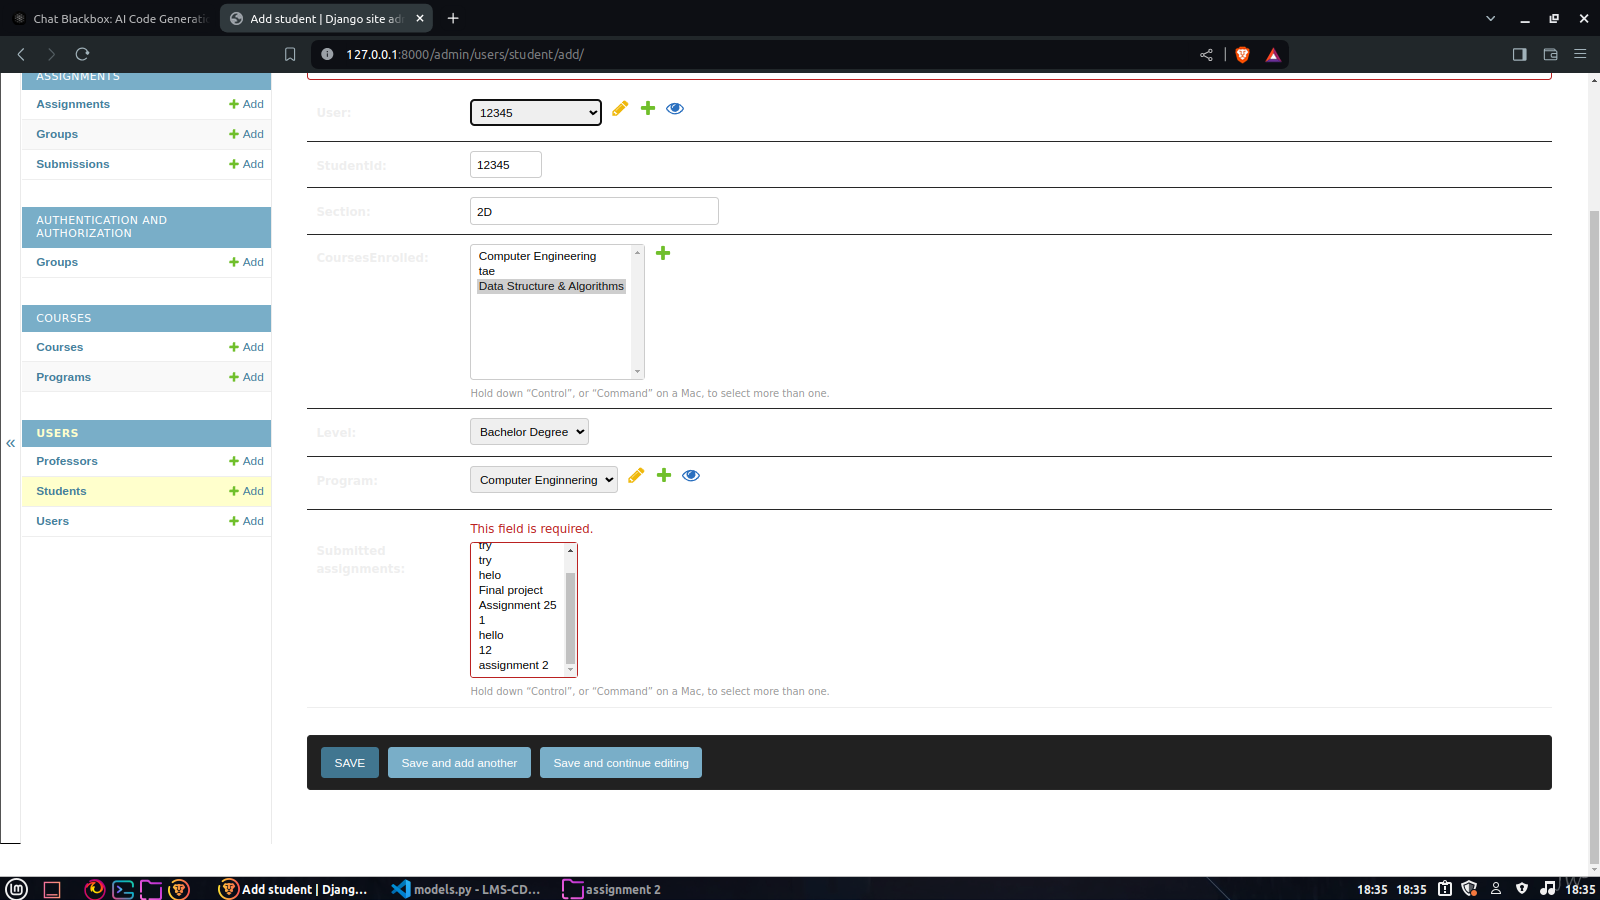 Chat Blackbox: AI Code Generati
Add student | Django site ad
127.0.0.1:8000/admin/users/student/add/
ASSIGNMENTS
Assignments
Add
Groups
Add
Submissions
Add
AUTHENTICATION AND
AUTHORIZATION
Groups
Add
COURSES
Courses
Add
Programs
Add
«
USERS
Professors
Add
Students
Add
Users
Add
User:
12345
StudentId:
12345
Section:
2D
CoursesEnrolled:
Computer Engineering
tae
Data Structure & Algorithms
Hold down “Control”, or “Command” on a Mac, to select more than one.
Level:
Bachelor Degree
Program:
Computer Enginnering
This field is required.
Submitted
assignments:
try
try
helo
Final project
Assignment 25
1
hello
12
assignment 2
Hold down “Control”, or “Command” on a Mac, to select more than one.
SAVE
Save and add another
Save and continue editing
Add student | Djang...
models.py - LMS-CD...
assignment 2
18:35
18:35
18:35